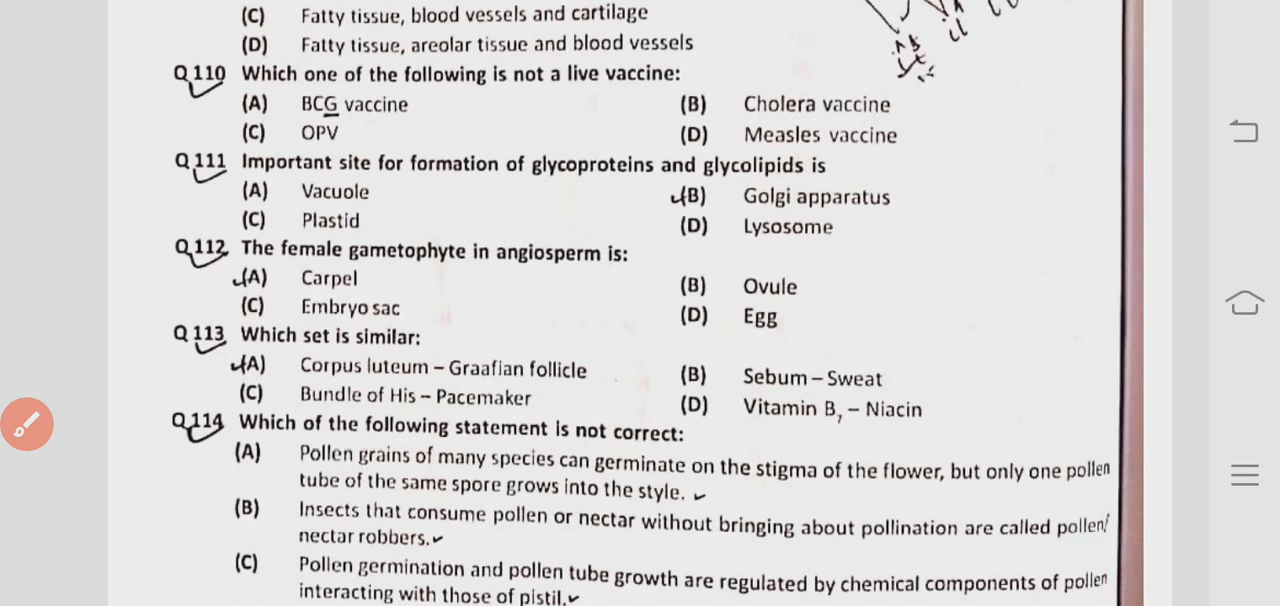 (C) Fatty tissue, blood vessels and cartilage
(D) Fatty tissue, areolar tissue and blood vessels
Q110 Which one of the following is not a live vaccine:
(A) BCG vaccine (B) Cholera vaccine
(C) OPV (D) Measles vaccine
Q111 Important site for formation of glycoproteins and glycolipids is
(A) Vacuole (B) Golgi apparatus
(C) Plastid (D) Lysosome
Q112 The female gametophyte in angiosperm is:
(A) Carpel (B) Ovule
(C) Embryo sac (D) Egg
Q113 Which set is similar:
(A) Corpus luteum – Graafian follicle (B) Sebum – Sweat
(C) Bundle of His – Pacemaker (D) Vitamin B₇ – Niacin
Q114 Which of the following statement is not correct:
(A) Pollen grains of many species can germinate on the stigma of the flower, but only one pollen
tube of the same spore grows into the style.
(B) Insects that consume pollen or nectar without bringing about pollination are called pollen/
nectar robbers.
(C) Pollen germination and pollen tube growth are regulated by chemical components of pollen
interacting with those of pistil.